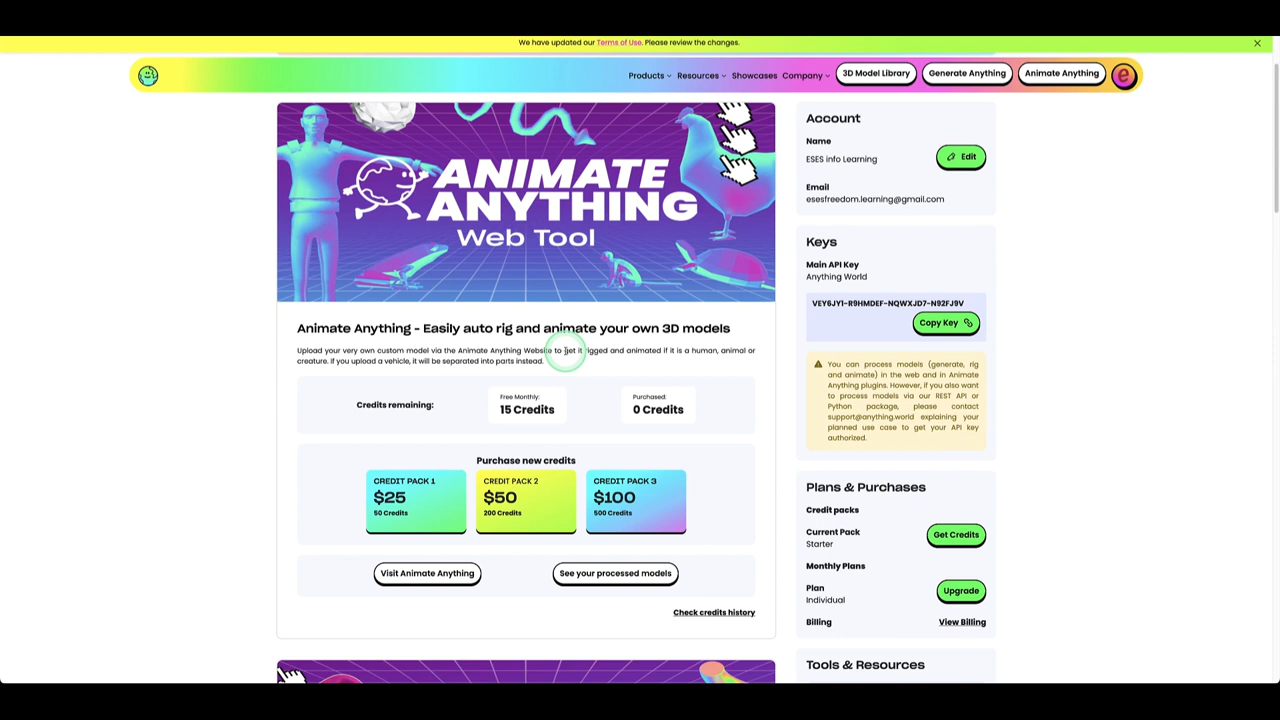 We have updated our Terms of Use. Please review the changes.
Products Resources Showcases Company 3D Model Library Generate Anything Animate Anything e
ANIMATE
ANYTHING
Web Tool
Animate Anything - Easily auto rig and animate your own 3D models
Upload your very own custom model via the Animate Anything Website to get it rigged and animated if it is a human, animal or
creature. If you upload a vehicle, it will be separated into parts instead.
Credits remaining:
Free Monthly:
15 Credits
Purchased:
0 Credits
Purchase new credits
CREDIT PACK 1
$25
50 Credits
CREDIT PACK 2
$50
200 Credits
CREDIT PACK 3
$100
500 Credits
Visit Animate Anything
See your processed models
Check credits history
Account
Name
ESES info Learning
Edit
Email
esesfreedom.learning@gmail.com
Keys
Main API Key
Anything World
VEY6JY1-R9HMDEF-NQWXJD7-N92FJ9V
Copy Key
You can process models (generate, rig
and animate) in the web and in Animate
Anything plugins. However, if you also want
to process models via our REST API or
Python package, please contact
support@anything.world explaining your
planned use case to get your API key
authorized.
Plans & Purchases
Credit packs
Current Pack
Starter
Get Credits
Monthly Plans
Plan
Individual
Upgrade
Billing
View Billing
Tools & Resources